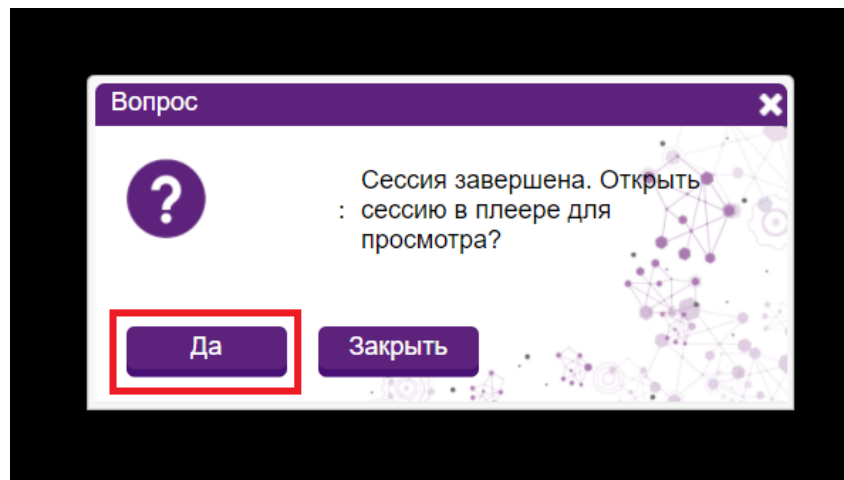 Вопрос
?
Сессия завершена. Открыть
: сессию в плеере для
просмотра?
Да
Закрыть